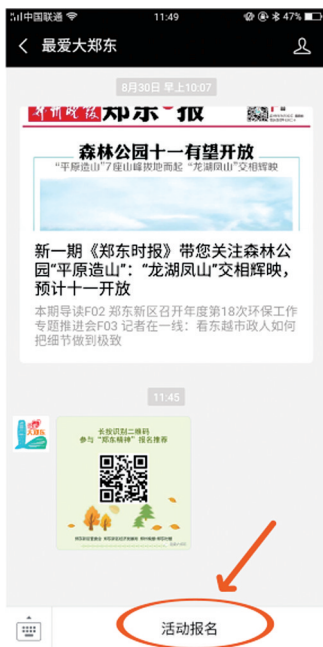 中国联通
11:49
47%
最爱大郑东
8月30日 早上10:07
郑州晚报 郑东时报
森林公园十一有望开放
“平原造山”7座山峰拔地而起 “龙湖凤山”交相辉映
新一期《郑东时报》带您关注森林公
园“平原造山”：“龙湖凤山”交相辉映，
预计十一开放
本期导读F02 郑东新区召开年度第18次环保工作
专题推进会F03 记者在一线：看东越市政人如何
把细节做到极致
11:45
长按识别二维码
参与“郑东精神”报名推荐
活动报名